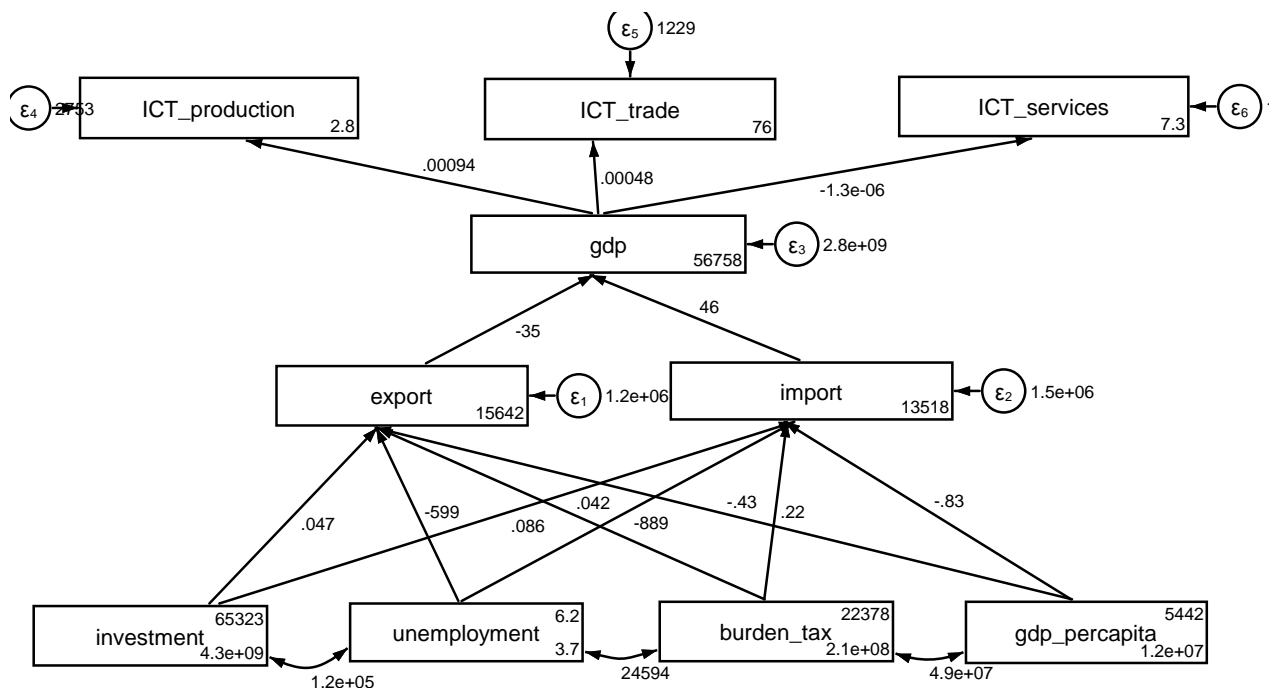 ε5 1229
ε4 2753
ICT_production
2.8
ICT_trade
76
ICT_services
7.3
ε6
.00094
.00048
-1.3e-06
gdp
56758
ε3 2.8e+09
-35
46
export
15642
ε1 1.2e+06
import
13518
ε2 1.5e+06
.047
-599
.086
.042
-889
-.43
.22
-.83
investment
65323
4.3e+09
unemployment
6.2
3.7
burden_tax
22378
2.1e+08
gdp_percapita
5442
1.2e+07
1.2e+05
24594
4.9e+07